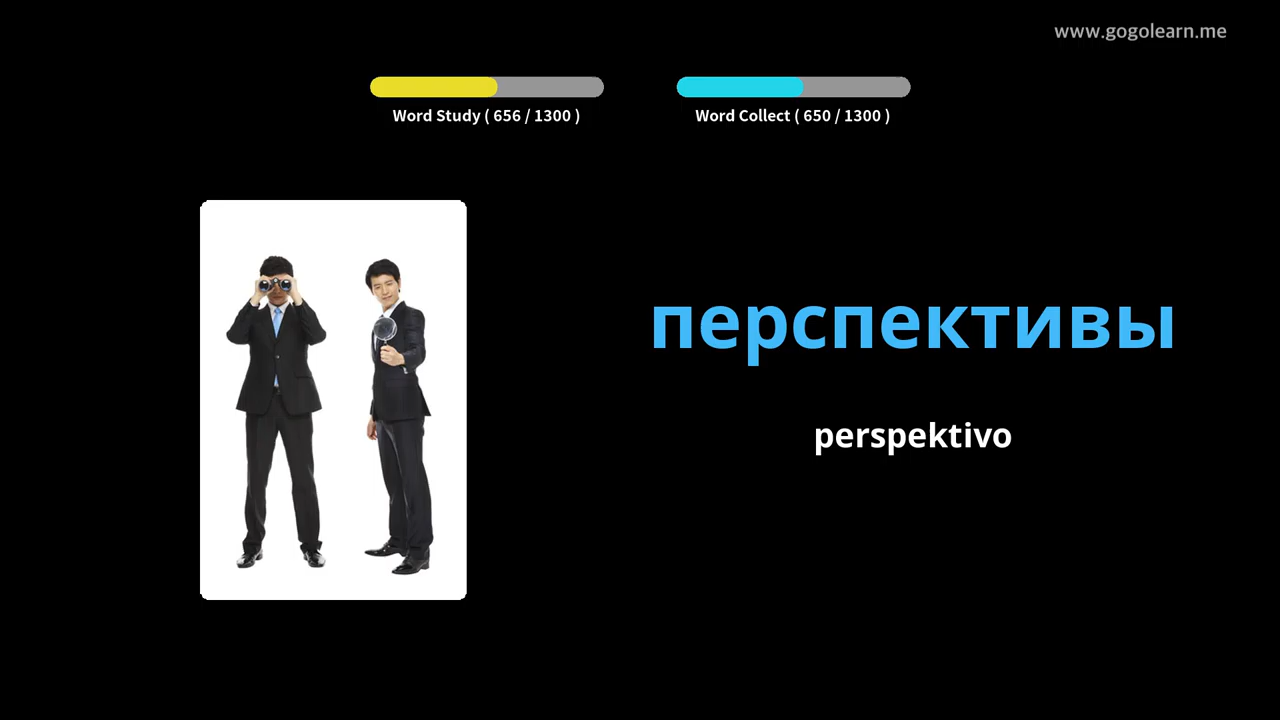 www.gogolearn.me
Word Study ( 656 / 1300 )
Word Collect ( 650 / 1300 )
перспективы
perspektivo